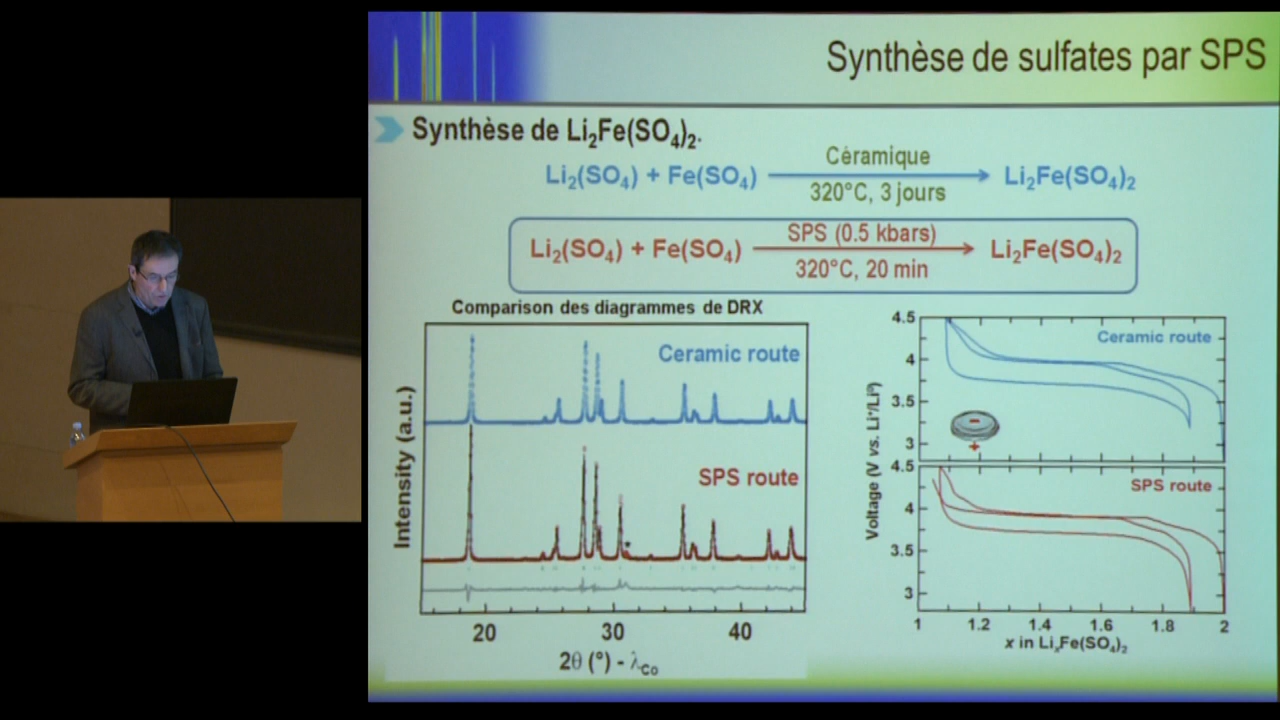 Synthèse de sulfates par SPS
Synthèse de Li₂Fe(SO₄)₂.
Céramique
Li₂(SO₄) + Fe(SO₄) → Li₂Fe(SO₄)₂
320°C, 3 jours
SPS (0.5 kbars)
Li₂(SO₄) + Fe(SO₄) → Li₂Fe(SO₄)₂
320°C, 20 min
Comparison des diagrammes de DRX
Intensity (a.u.)
Ceramic route
SPS route
*
20 30 40
2θ (°) - λCo
Voltage (V vs. Li⁺/Li⁰)
4.5
Ceramic route
4
3.5
3
-
+
4.5
SPS route
4
3.5
3
1 1.2 1.4 1.6 1.8 2
x in LiₓFe(SO₄)₂